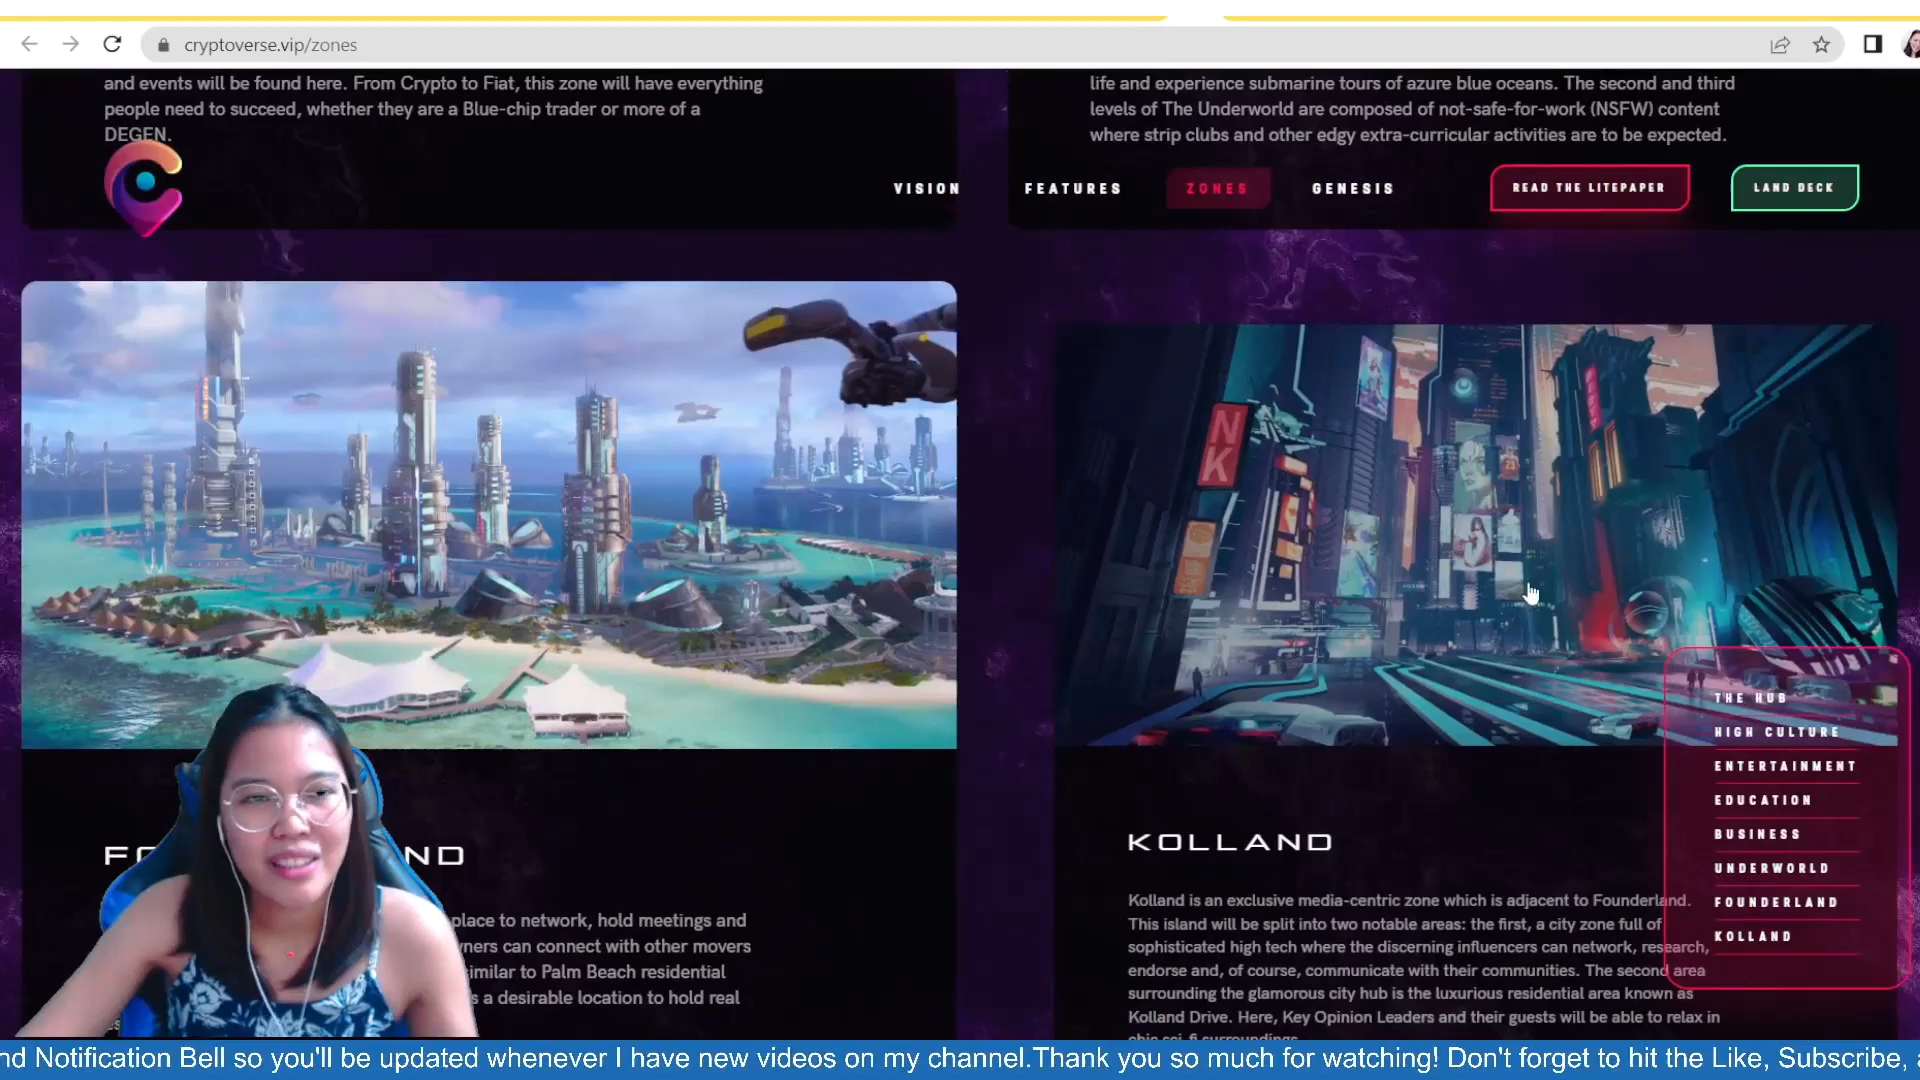 cryptoverse.vip/zones
and events will be found here. From Crypto to Fiat, this zone will have everything
people need to succeed, whether they are a Blue-chip trader or more of a
DEGEN.
life and experience submarine tours of azure blue oceans. The second and third
levels of The Underworld are composed of not-safe-for-work (NSFW) content
where strip clubs and other edgy extra-curricular activities are to be expected.
VISION
FEATURES
ZONES
GENESIS
READ THE LITEPAPER
LAND DECK
NK
THE HUB
HIGH CULTURE
ENTERTAINMENT
EDUCATION
BUSINESS
UNDERWORLD
FOUNDERLAND
KOLLAND
place to network, hold meetings and
connect with other movers
similar to Palm Beach residential
s a desirable location to hold real
KOLLAND
Kolland is an exclusive media-centric zone which is adjacent to Founderland.
This island will be split into two notable areas: the first, a city zone full of
sophisticated high tech where the discerning influencers can network, research,
endorse and, of course, communicate with their communities. The second area
surrounding the glamorous city hub is the luxurious residential area known as
Kolland Drive. Here, Key Opinion Leaders and their guests will be able to relax in
chic sci-fi surroundings.
nd Notification Bell so you'll be updated whenever I have new videos on my channel.Thank you so much for watching! Don't forget to hit the Like, Subscribe, a